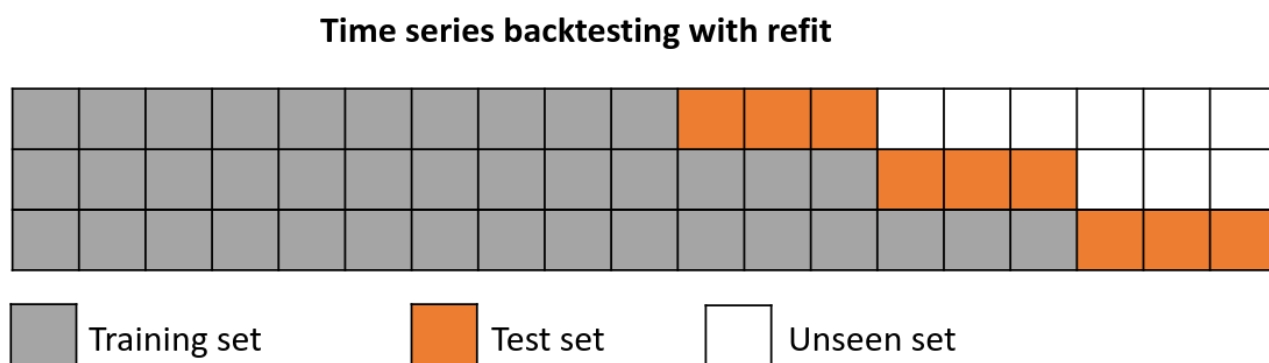 Time series backtesting with refit
Training set
Test set
Unseen set